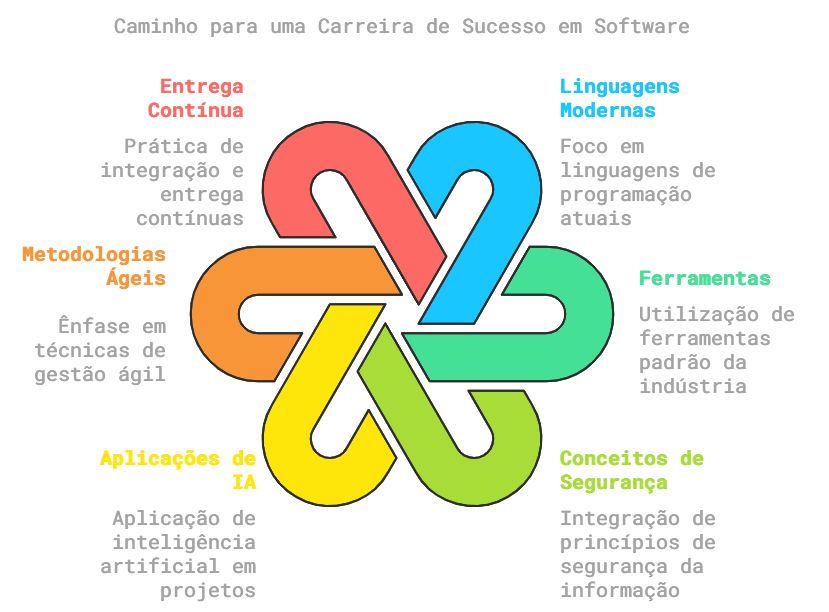 Caminho para uma Carreira de Sucesso em Software
Entrega
Contínua
Prática de
integração e
entrega
contínuas
Linguagens
Modernas
Foco em
linguagens de
programação
atuais
Metodologias
Ágeis
Ênfase em
técnicas de
gestão ágil
Ferramentas
Utilização de
ferramentas
padrão da
indústria
Aplicações de
IA
Aplicação de
inteligência
artificial em
projetos
Conceitos de
Segurança
Integração de
princípios de
segurança da
informação